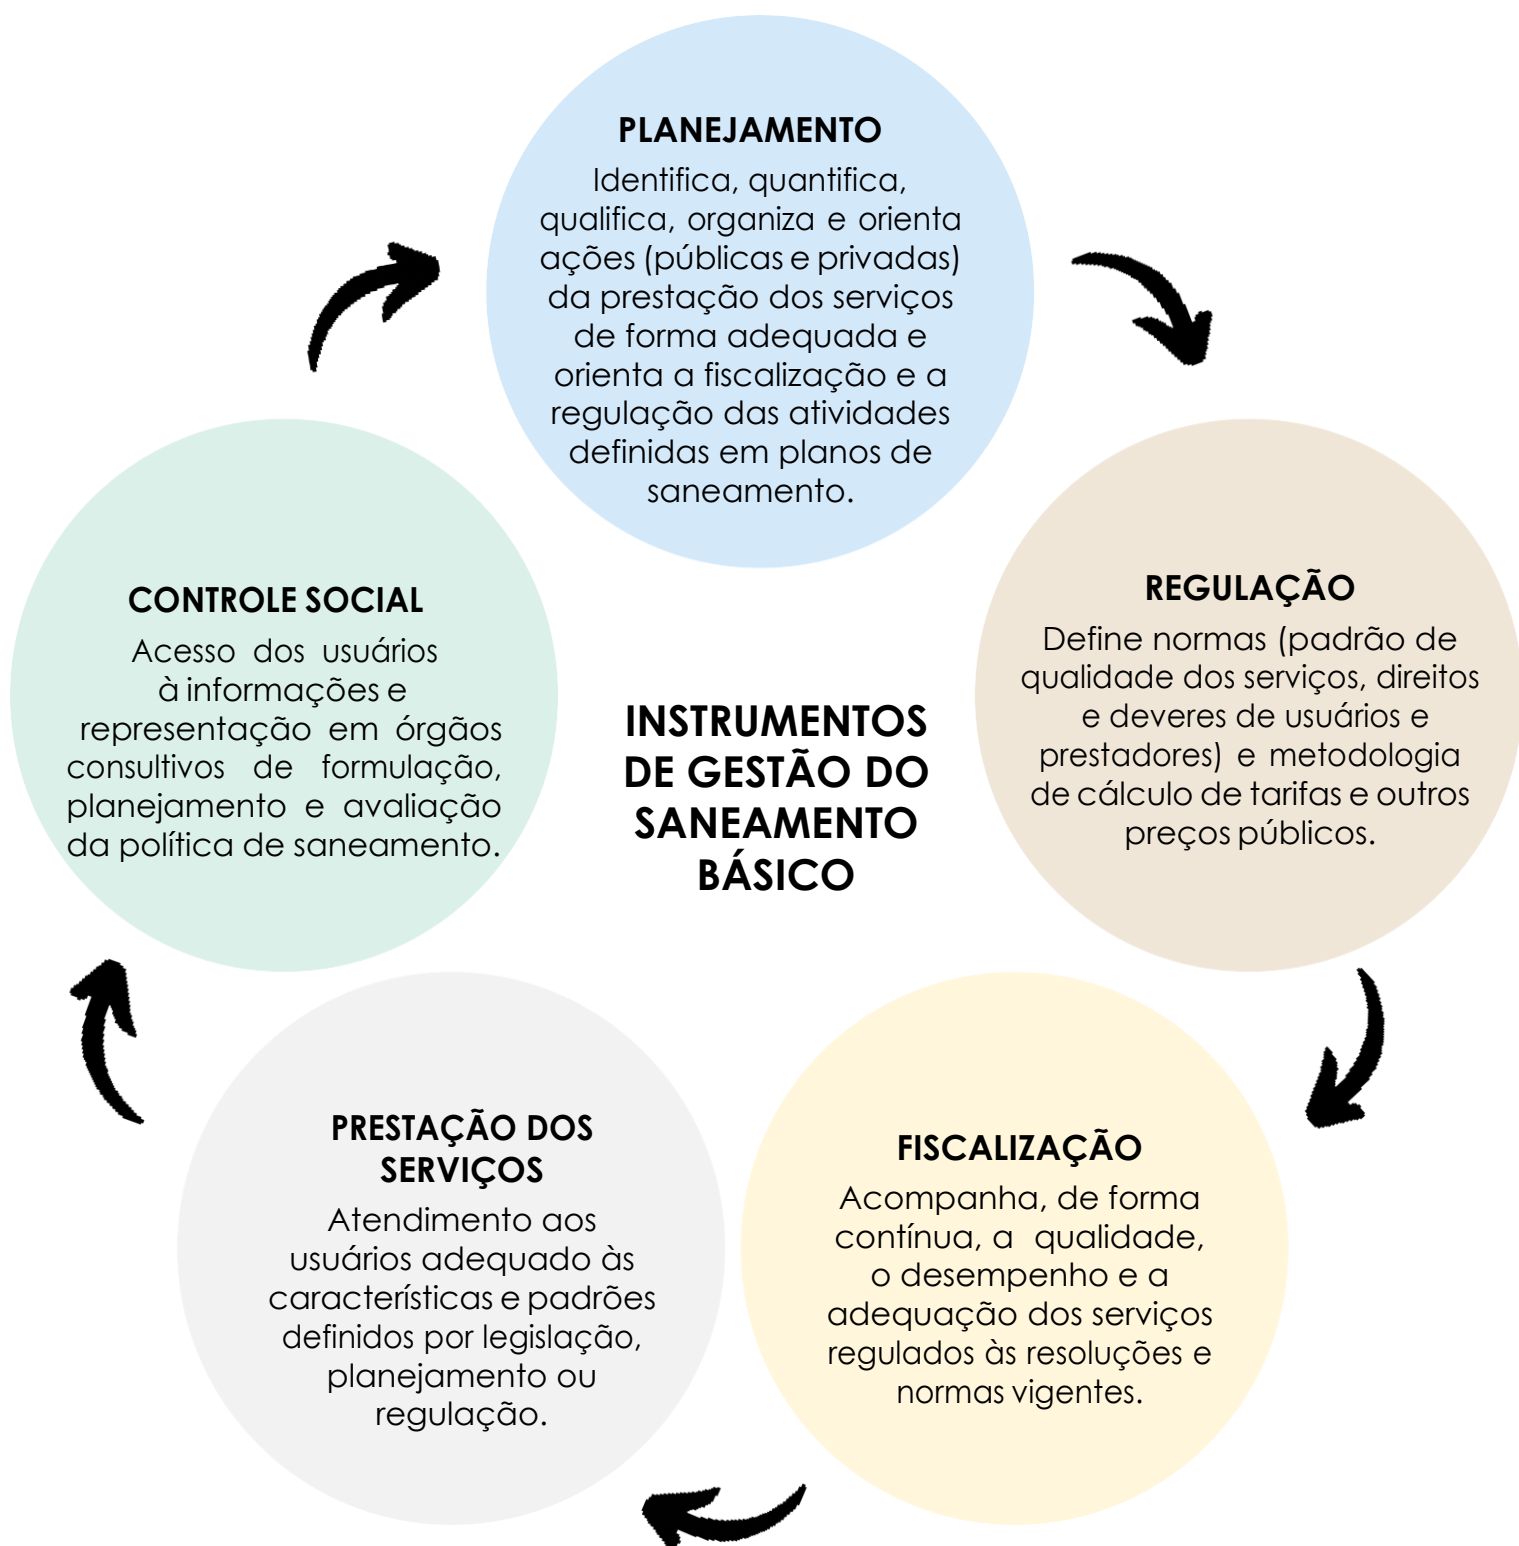 PLANEJAMENTO
Identifica, quantifica,
qualifica, organiza e orienta
ações (públicas e privadas)
da prestação dos serviços
de forma adequada e
orienta a fiscalização e a
regulação das atividades
definidas em planos de
saneamento.
REGULAÇÃO
Define normas (padrão de
qualidade dos serviços, direitos
e deveres de usuários e
prestadores) e metodologia
de cálculo de tarifas e outros
preços públicos.
FISCALIZAÇÃO
Acompanha, de forma
contínua, a qualidade,
o desempenho e a
adequação dos serviços
regulados às resoluções e
normas vigentes.
PRESTAÇÃO DOS
SERVIÇOS
Atendimento aos
usuários adequado às
características e padrões
definidos por legislação,
planejamento ou
regulação.
CONTROLE SOCIAL
Acesso dos usuários
à informações e
representação em órgãos
consultivos de formulação,
planejamento e avaliação
da política de saneamento.
INSTRUMENTOS
DE GESTÃO DO
SANEAMENTO
BÁSICO